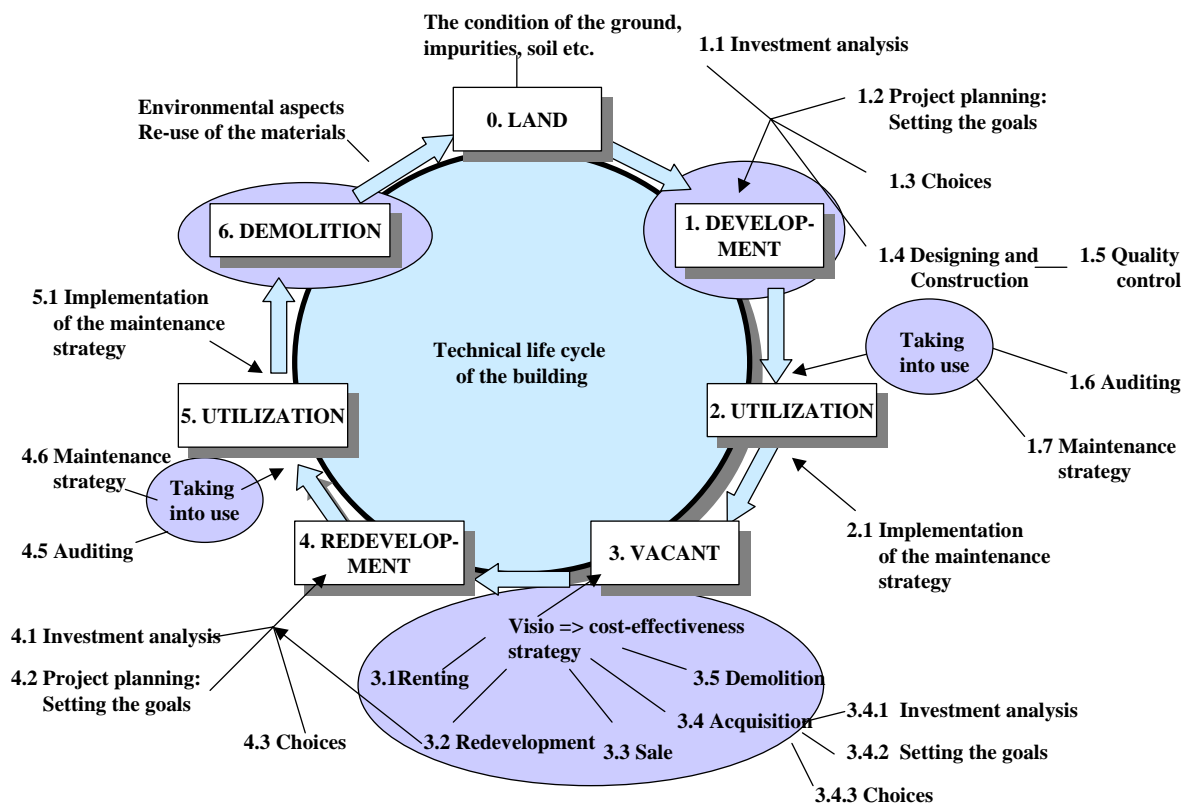 The condition of the ground,
impurities, soil etc.
1.1 Investment analysis
Environmental aspects
Re-use of the materials
0. LAND
1.2 Project planning:
Setting the goals
1.3 Choices
6. DEMOLITION
1. DEVELOP-
MENT
1.4 Designing and
Construction
1.5 Quality
control
5.1 Implementation
of the maintenance
strategy
Technical life cycle
of the building
Taking
into use
1.6 Auditing
5. UTILIZATION
2. UTILIZATION
1.7 Maintenance
strategy
4.6 Maintenance
strategy
Taking
into use
4.5 Auditing
4. REDEVELOP-
MENT
3. VACANT
2.1 Implementation
of the maintenance
strategy
4.1 Investment analysis
4.2 Project planning:
Setting the goals
4.3 Choices
Visio => cost-effectiveness
strategy
3.1Renting
3.2 Redevelopment
3.3 Sale
3.4 Acquisition
3.5 Demolition
3.4.1 Investment analysis
3.4.2 Setting the goals
3.4.3 Choices